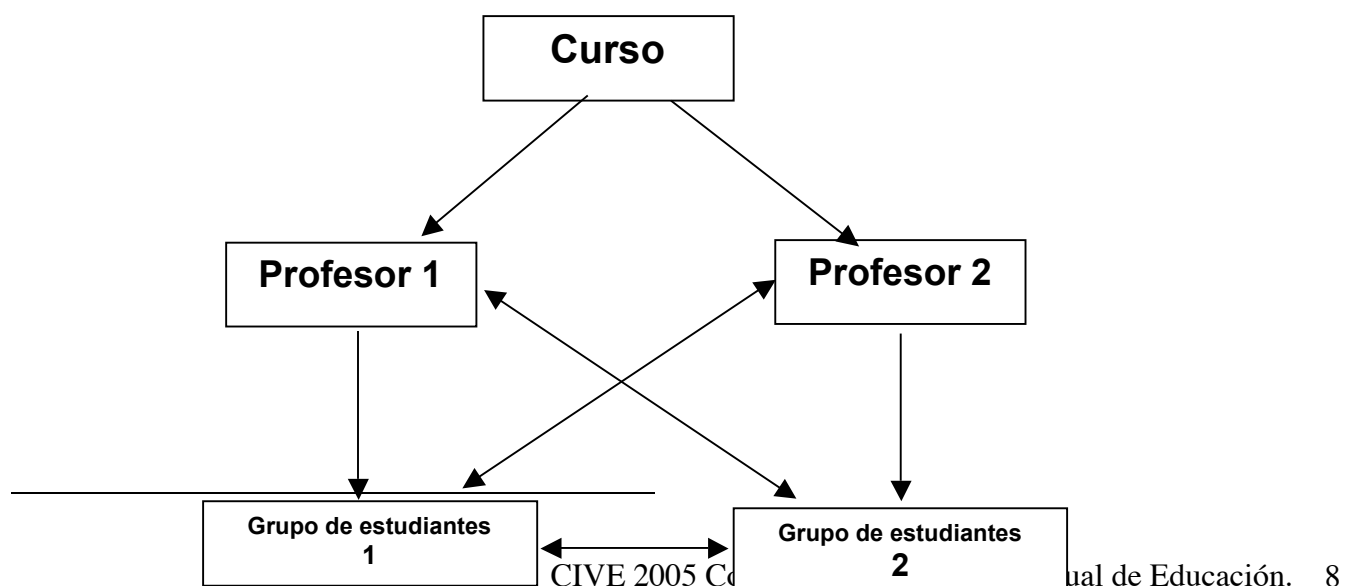 Curso
Profesor 1
Profesor 2
Grupo de estudiantes
1
Grupo de estudiantes
2
CIVE 2005 Co ual de Educación. 8